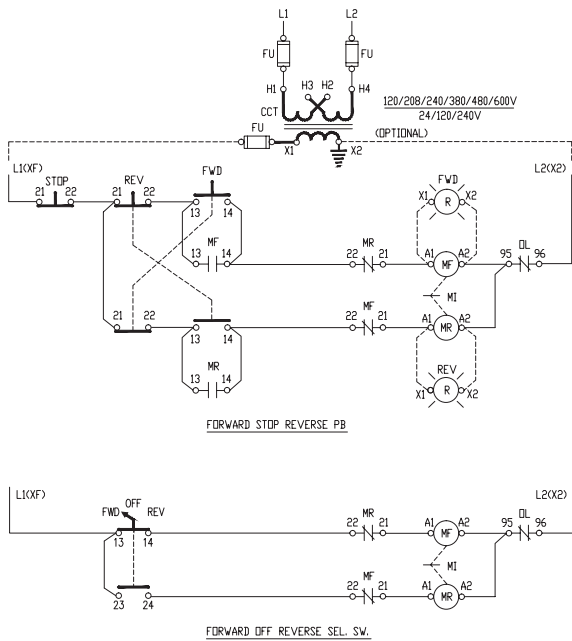 L1 L2
FU FU
H1 H3 H2 H4
CCT
120/208/240/380/480/600V
24/120/240V
FU X1 X2 (OPTIONAL)
L1(XF) L2(X2)
STOP REV FWD FWD
21 22 21 22 13 14 X1 R X2
MF MR OL
13 14 22 21 A1 MF A2 95 96
MI
21 22 13 14 MF 22 21 A1 MR A2
MR REV
13 14 X1 R X2
FORWARD STOP REVERSE PB
L1(XF) L2(X2)
OFF
FWD REV MR OL
13 14 22 21 A1 MF A2 95 96
MF MI
23 24 22 21 A1 MR A2
FORWARD OFF REVERSE SEL. SW.